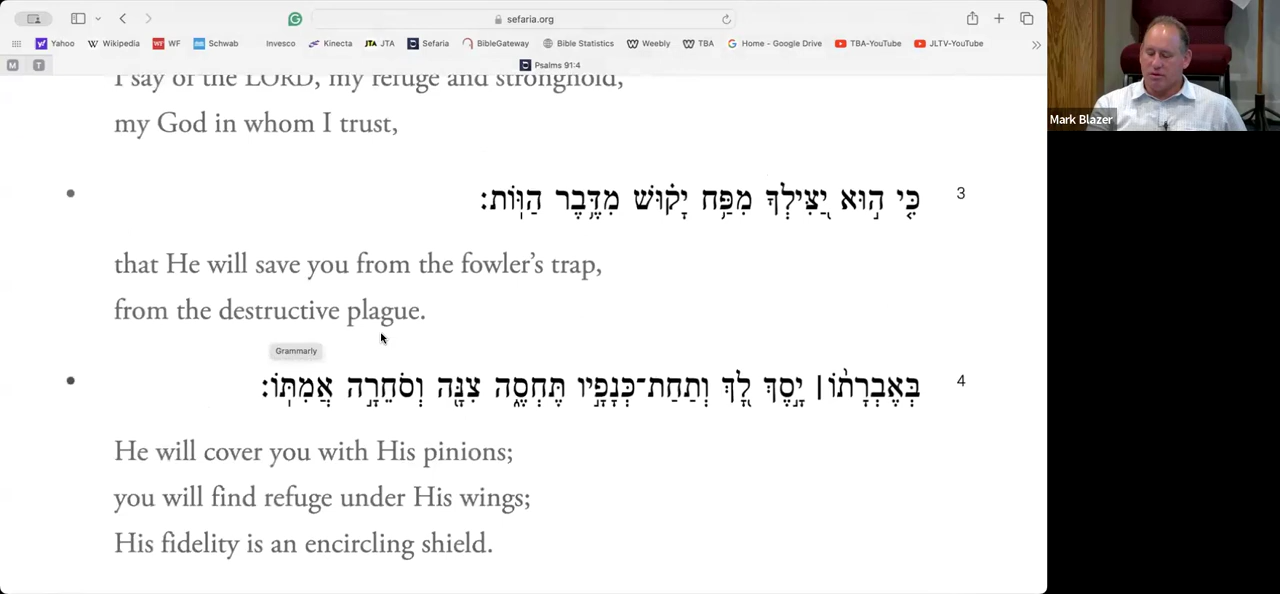 sefaria.org
Yahoo
W Wikipedia
WF WF
Schwab
Invesco
Kinecta
JTA JTA
Sefaria
BibleGateway
Bible Statistics
Weebly
TBA
Home - Google Drive
TBA-YouTube
JLTV-YouTube
M
T
Psalms 91:4
I say of the LORD, my refuge and stronghold,
my God in whom I trust,
3
כִּ֤י ה֣וּא יַ֭צִּֽילְךָ מִפַּ֥ח יָק֗וּשׁ מִדֶּ֥בֶר הַוּֽוֹת׃
that He will save you from the fowler’s trap,
from the destructive plague.
Grammarly
4
בְּאֶבְרָת֨וֹ ׀ יָ֣סֶךְ לָ֭ךְ וְתַחַת־כְּנָפָ֣יו תֶּחְסֶ֑ה צִנָּ֖ה וְֽסֹחֵרָ֣ה אֲמִתּֽוֹ׃
He will cover you with His pinions;
you will find refuge under His wings;
His fidelity is an encircling shield.
Mark Blazer